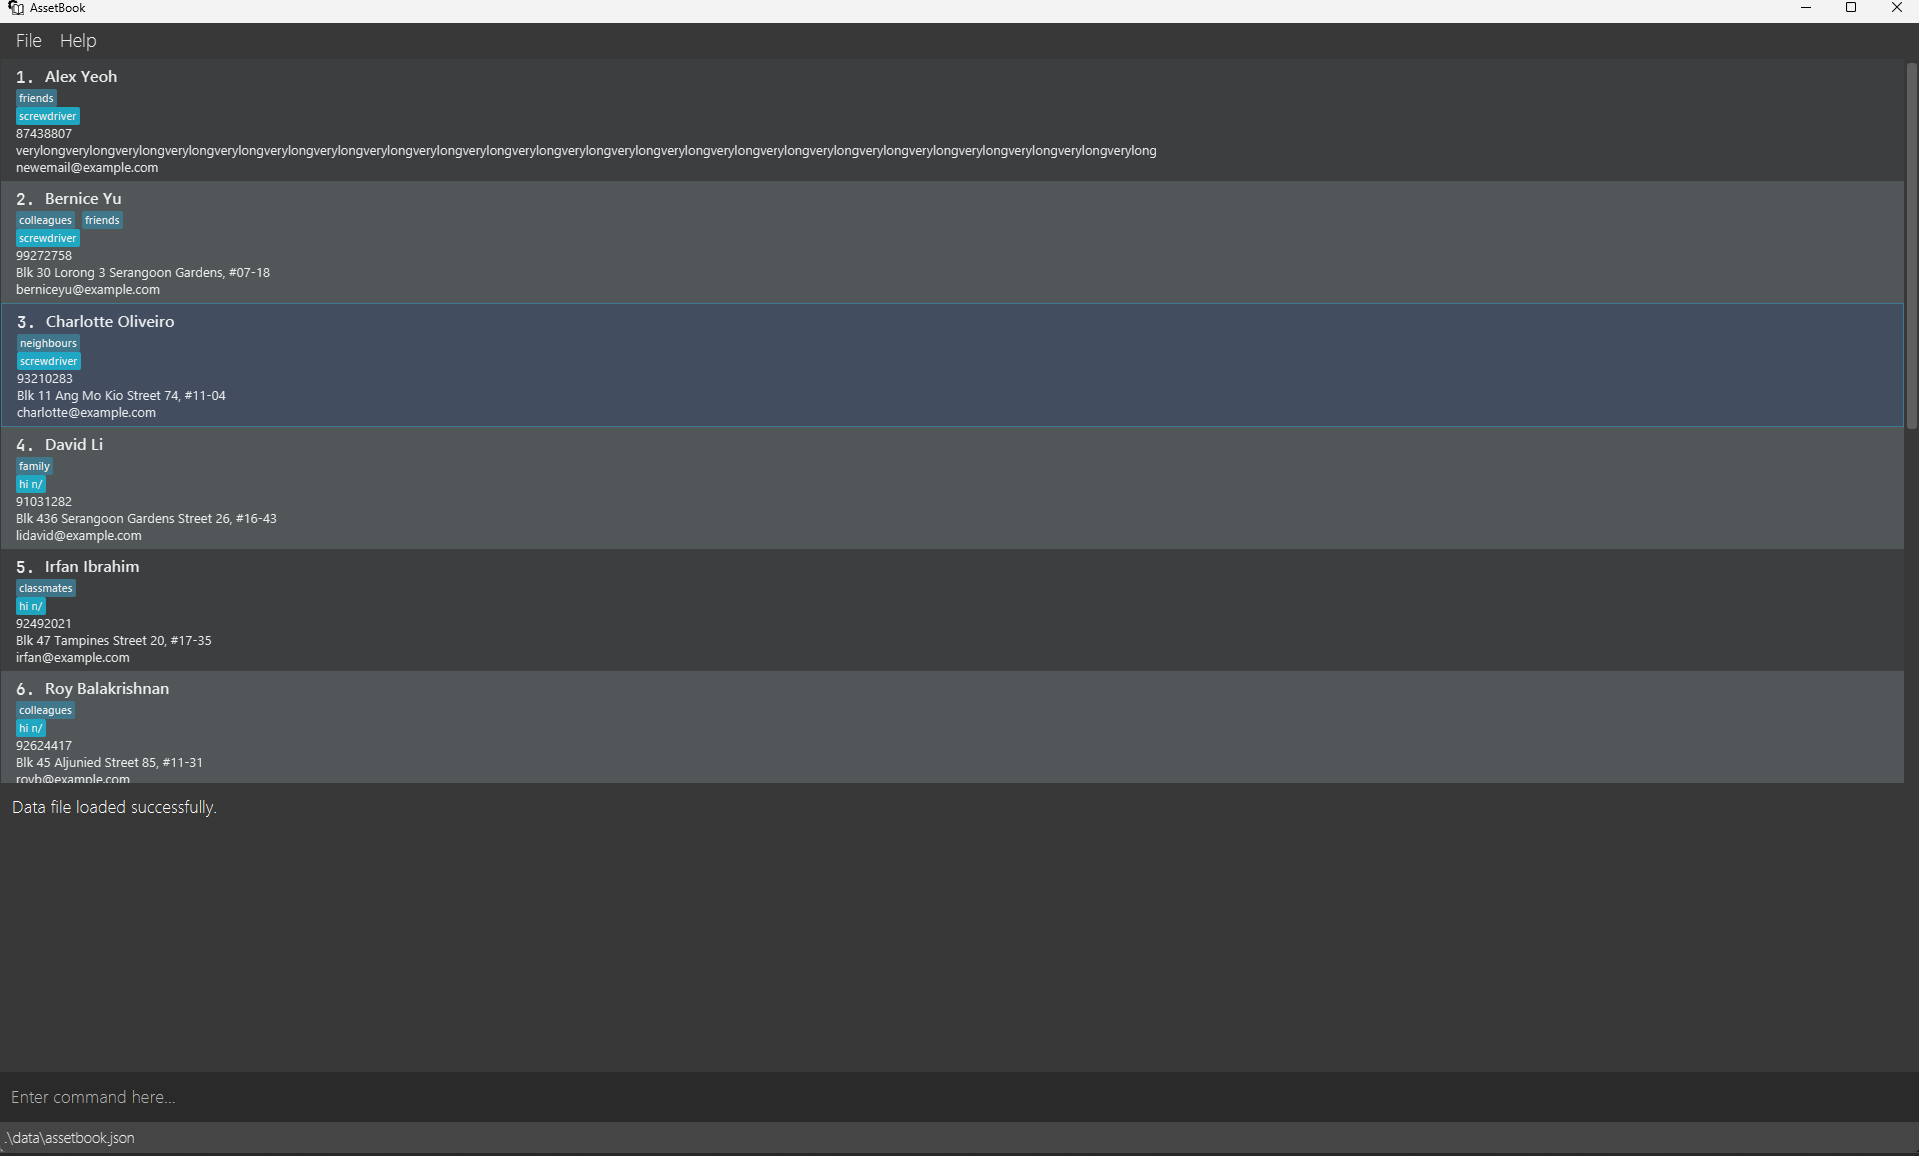 AssetBook
File Help
1. Alex Yeoh
friends
screwdriver
87438807
verylongverylongverylongverylongverylongverylongverylongverylongverylongverylongverylongverylongverylongverylongverylongverylongverylongverylongverylongverylongverylongverylongverylong
newemail@example.com
2. Bernice Yu
colleagues friends
screwdriver
99272758
Blk 30 Lorong 3 Serangoon Gardens, #07-18
berniceyu@example.com
3. Charlotte Oliveiro
neighbours
screwdriver
93210283
Blk 11 Ang Mo Kio Street 74, #11-04
charlotte@example.com
4. David Li
family
hi n/
91031282
Blk 436 Serangoon Gardens Street 26, #16-43
lidavid@example.com
5. Irfan Ibrahim
classmates
hi n/
92492021
Blk 47 Tampines Street 20, #17-35
irfan@example.com
6. Roy Balakrishnan
colleagues
hi n/
92624417
Blk 45 Aljunied Street 85, #11-31
royb@example.com
Data file loaded successfully.
Enter command here...
.\data\assetbook.json